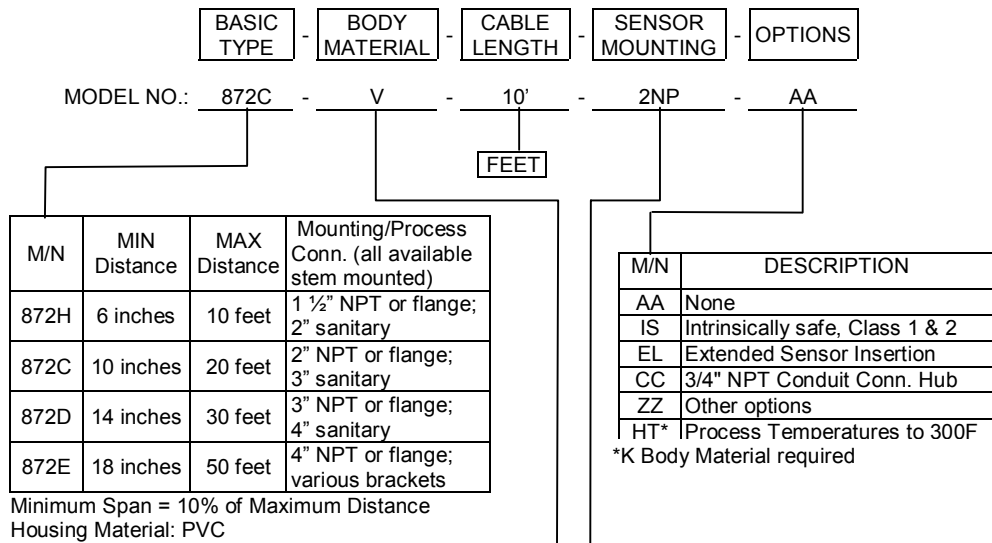 BASIC TYPE - BODY MATERIAL - CABLE LENGTH - SENSOR MOUNTING - OPTIONS
MODEL NO.: 872C - V - 10' - 2NP - AA
FEET
M/N MIN Distance MAX Distance Mounting/Process Conn. (all available stem mounted)
872H 6 inches 10 feet 1 ½" NPT or flange; 2" sanitary
872C 10 inches 20 feet 2" NPT or flange; 3" sanitary
872D 14 inches 30 feet 3" NPT or flange; 4" sanitary
872E 18 inches 50 feet 4" NPT or flange; various brackets
Minimum Span = 10% of Maximum Distance
Housing Material: PVC
M/N DESCRIPTION
AA None
IS Intrinsically safe, Class 1 & 2
EL Extended Sensor Insertion
CC 3/4" NPT Conduit Conn. Hub
ZZ Other options
HT* Process Temperatures to 300F
*K Body Material required